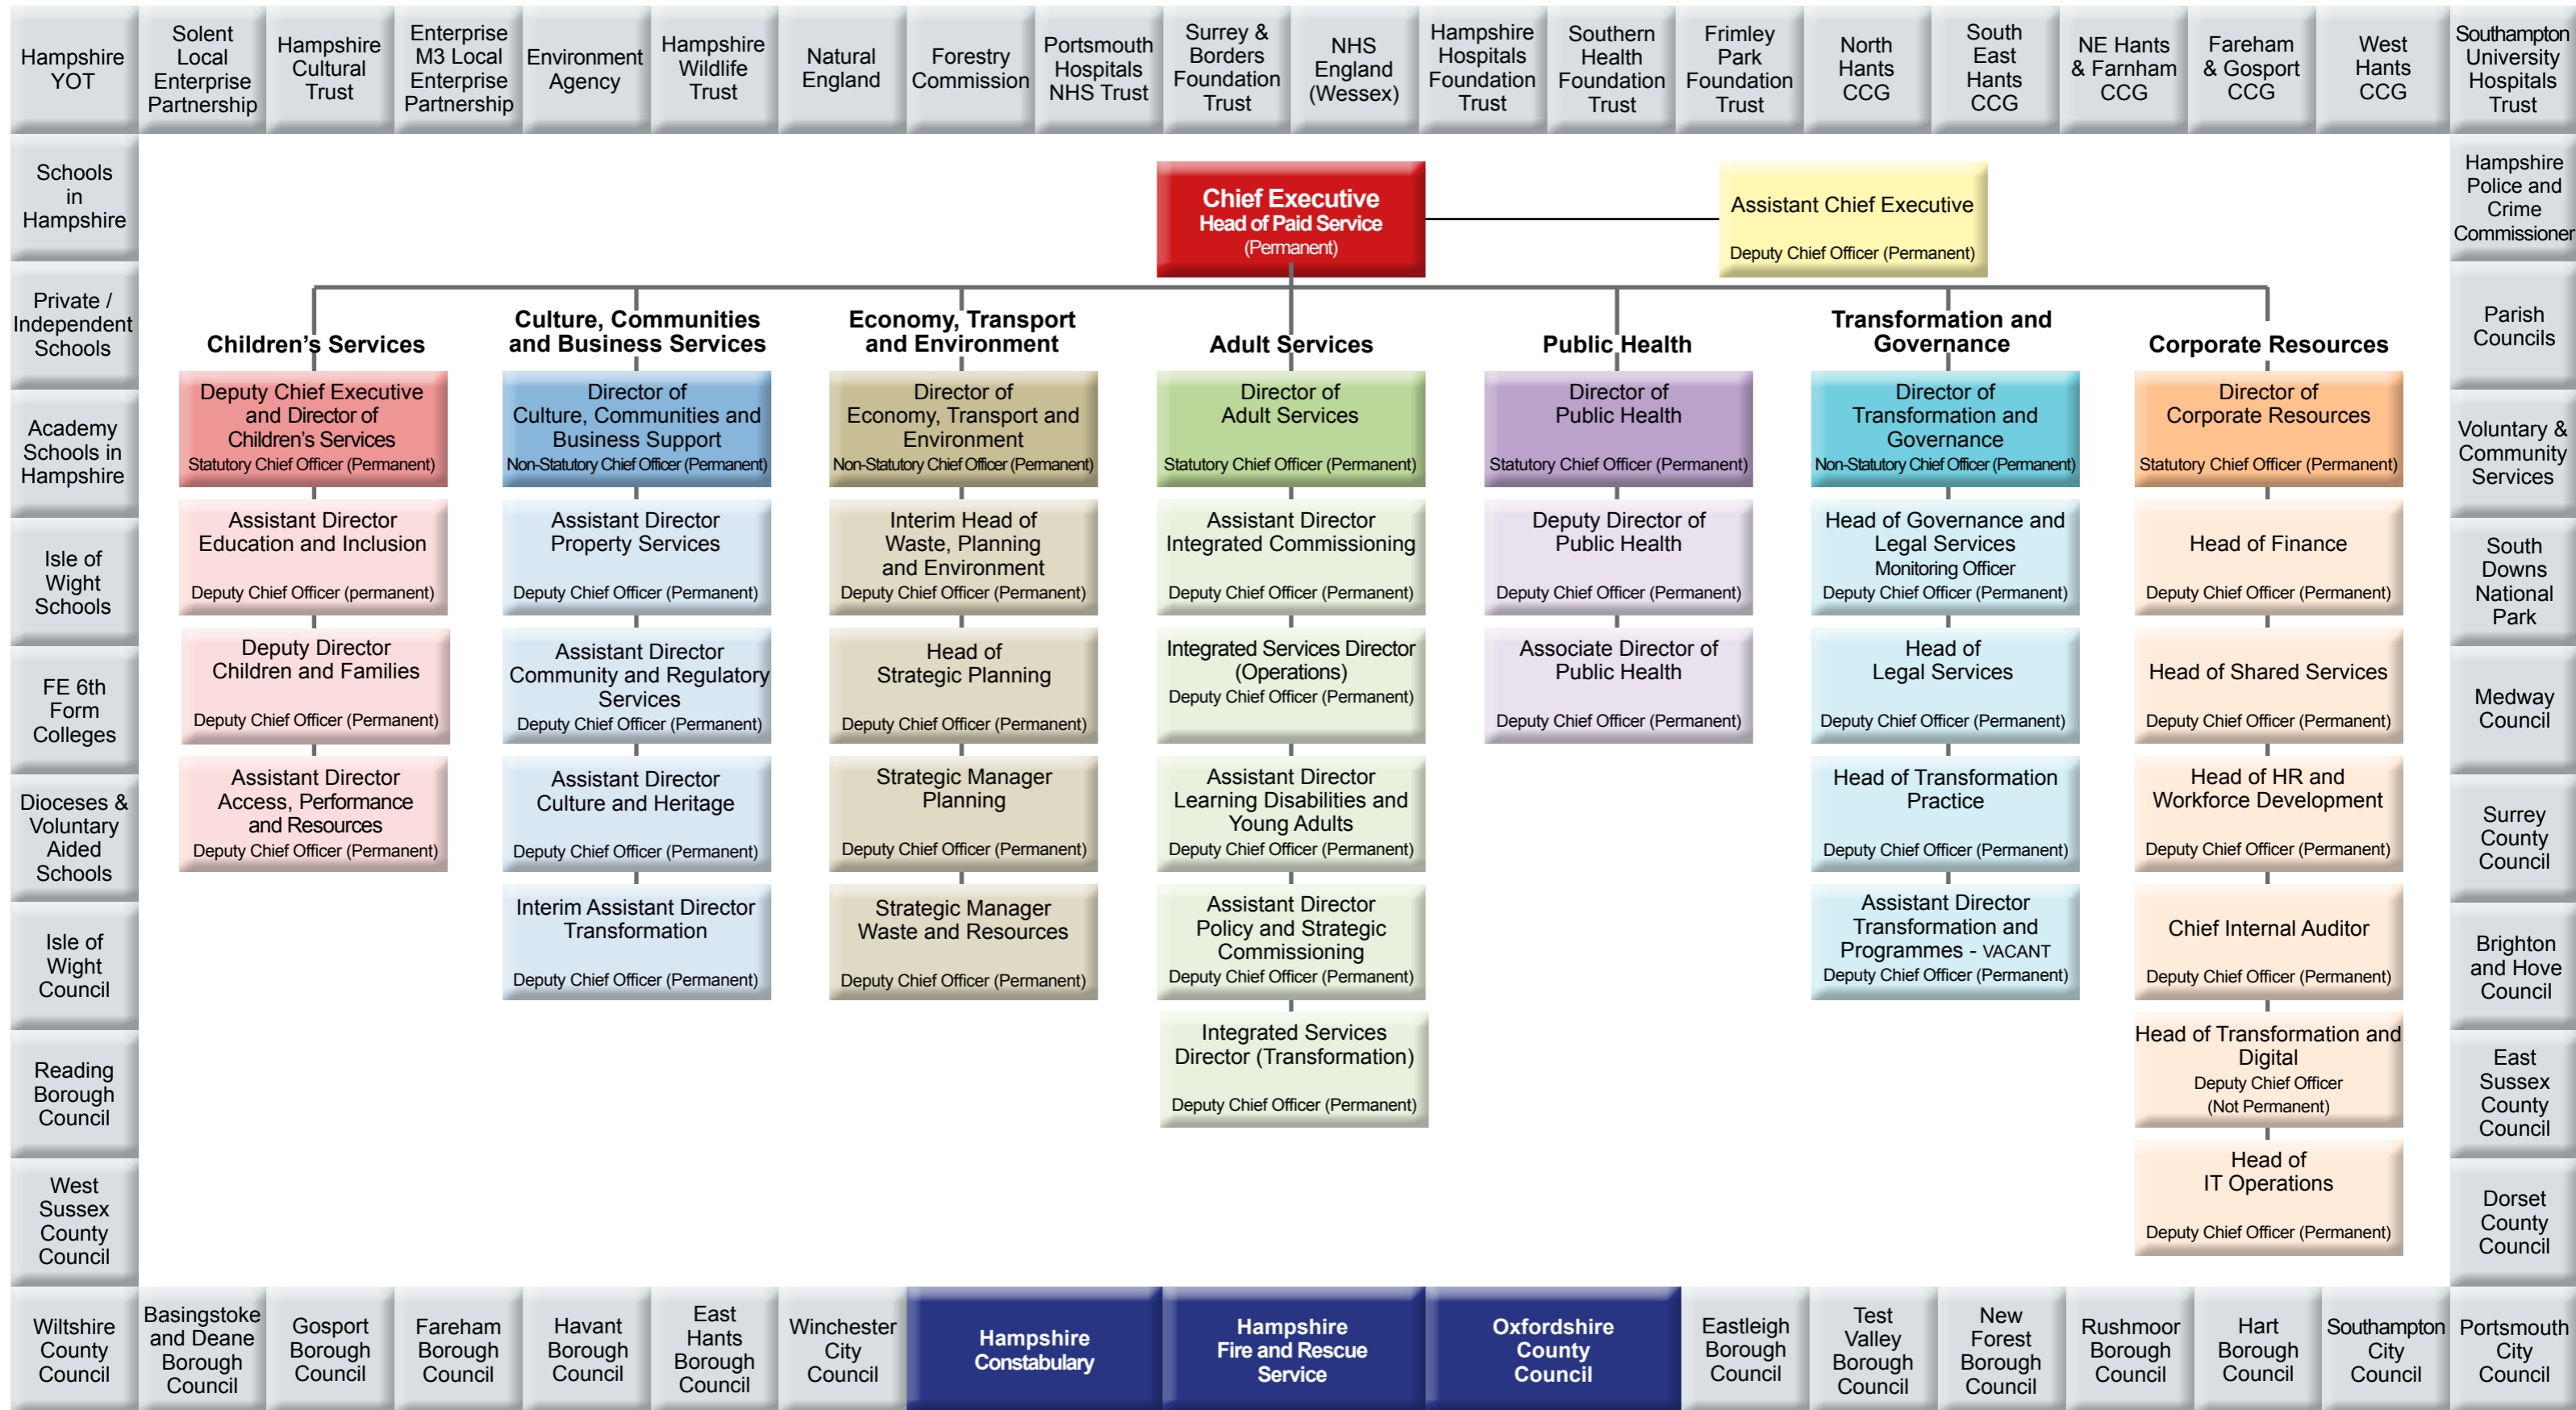 Hampshire
YOT
Solent
Local
Enterprise
Partnership
Hampshire
Cultural
Trust
Enterprise
M3 Local
Enterprise
Partnership
Environment
Agency
Hampshire
Wildlife
Trust
Natural
England
Forestry
Commission
Portsmouth
Hospitals
NHS Trust
Surrey &
Borders
Foundation
Trust
NHS
England
(Wessex)
Hampshire
Hospitals
Foundation
Trust
Southern
Health
Foundation
Trust
Frimley
Park
Foundation
Trust
North
Hants
CCG
South
East
Hants
CCG
NE Hants
& Farnham
CCG
Fareham
& Gosport
CCG
West
Hants
CCG
Southampton
University
Hospitals
Trust
Schools
in
Hampshire
Private /
Independent
Schools
Academy
Schools in
Hampshire
Isle of
Wight
Schools
FE 6th
Form
Colleges
Dioceses &
Voluntary
Aided
Schools
Isle of
Wight
Council
Reading
Borough
Council
West
Sussex
County
Council
Chief Executive
Head of Paid Service
(Permanent)
Assistant Chief Executive
Deputy Chief Officer (Permanent)
Children's Services
Deputy Chief Executive
and Director of
Children's Services
Statutory Chief Officer (Permanent)
Assistant Director
Education and Inclusion
Deputy Chief Officer (permanent)
Deputy Director
Children and Families
Deputy Chief Officer (Permanent)
Assistant Director
Access, Performance
and Resources
Deputy Chief Officer (Permanent)
Culture, Communities
and Business Services
Director of
Culture, Communities and
Business Support
Non-Statutory Chief Officer (Permanent)
Assistant Director
Property Services
Deputy Chief Officer (Permanent)
Assistant Director
Community and Regulatory
Services
Deputy Chief Officer (Permanent)
Assistant Director
Culture and Heritage
Deputy Chief Officer (Permanent)
Interim Assistant Director
Transformation
Deputy Chief Officer (Permanent)
Economy, Transport
and Environment
Director of
Economy, Transport and
Environment
Non-Statutory Chief Officer (Permanent)
Interim Head of
Waste, Planning
and Environment
Deputy Chief Officer (Permanent)
Head of
Strategic Planning
Deputy Chief Officer (Permanent)
Strategic Manager
Planning
Deputy Chief Officer (Permanent)
Strategic Manager
Waste and Resources
Deputy Chief Officer (Permanent)
Adult Services
Director of
Adult Services
Statutory Chief Officer (Permanent)
Assistant Director
Integrated Commissioning
Deputy Chief Officer (Permanent)
Integrated Services Director
(Operations)
Deputy Chief Officer (Permanent)
Assistant Director
Learning Disabilities and
Young Adults
Deputy Chief Officer (Permanent)
Assistant Director
Policy and Strategic
Commissioning
Deputy Chief Officer (Permanent)
Integrated Services
Director (Transformation)
Deputy Chief Officer (Permanent)
Public Health
Director of
Public Health
Statutory Chief Officer (Permanent)
Deputy Director of
Public Health
Deputy Chief Officer (Permanent)
Associate Director of
Public Health
Deputy Chief Officer (Permanent)
Transformation and
Governance
Director of
Transformation and
Governance
Non-Statutory Chief Officer (Permanent)
Head of Governance and
Legal Services
Monitoring Officer
Deputy Chief Officer (Permanent)
Head of
Legal Services
Deputy Chief Officer (Permanent)
Head of Transformation
Practice
Deputy Chief Officer (Permanent)
Assistant Director
Transformation and
Programmes - VACANT
Deputy Chief Officer (Permanent)
Corporate Resources
Director of
Corporate Resources
Statutory Chief Officer (Permanent)
Head of Finance
Deputy Chief Officer (Permanent)
Head of Shared Services
Deputy Chief Officer (Permanent)
Head of HR and
Workforce Development
Deputy Chief Officer (Permanent)
Chief Internal Auditor
Deputy Chief Officer (Permanent)
Head of Transformation and
Digital
Deputy Chief Officer
(Not Permanent)
Head of
IT Operations
Deputy Chief Officer (Permanent)
Hampshire
Police and
Crime
Commissioner
Parish
Councils
Voluntary &
Community
Services
South
Downs
National
Park
Medway
Council
Surrey
County
Council
Brighton
and Hove
Council
East
Sussex
County
Council
Dorset
County
Council
Wiltshire
County
Council
Basingstoke
and Deane
Borough
Council
Gosport
Borough
Council
Fareham
Borough
Council
Havant
Borough
Council
East
Hants
Borough
Council
Winchester
City
Council
Hampshire
Constabulary
Hampshire
Fire and Rescue
Service
Oxfordshire
County
Council
Eastleigh
Borough
Council
Test
Valley
Borough
Council
New
Forest
Borough
Council
Rushmoor
Borough
Council
Hart
Borough
Council
Southampton
City
Council
Portsmouth
City
Council